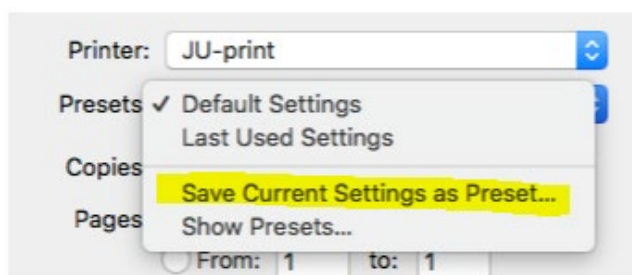 Printer: JU-print
Presets ✓ Default Settings
Last Used Settings
Copies
Save Current Settings as Preset...
Pages
Show Presets...
From: 1 to: 1